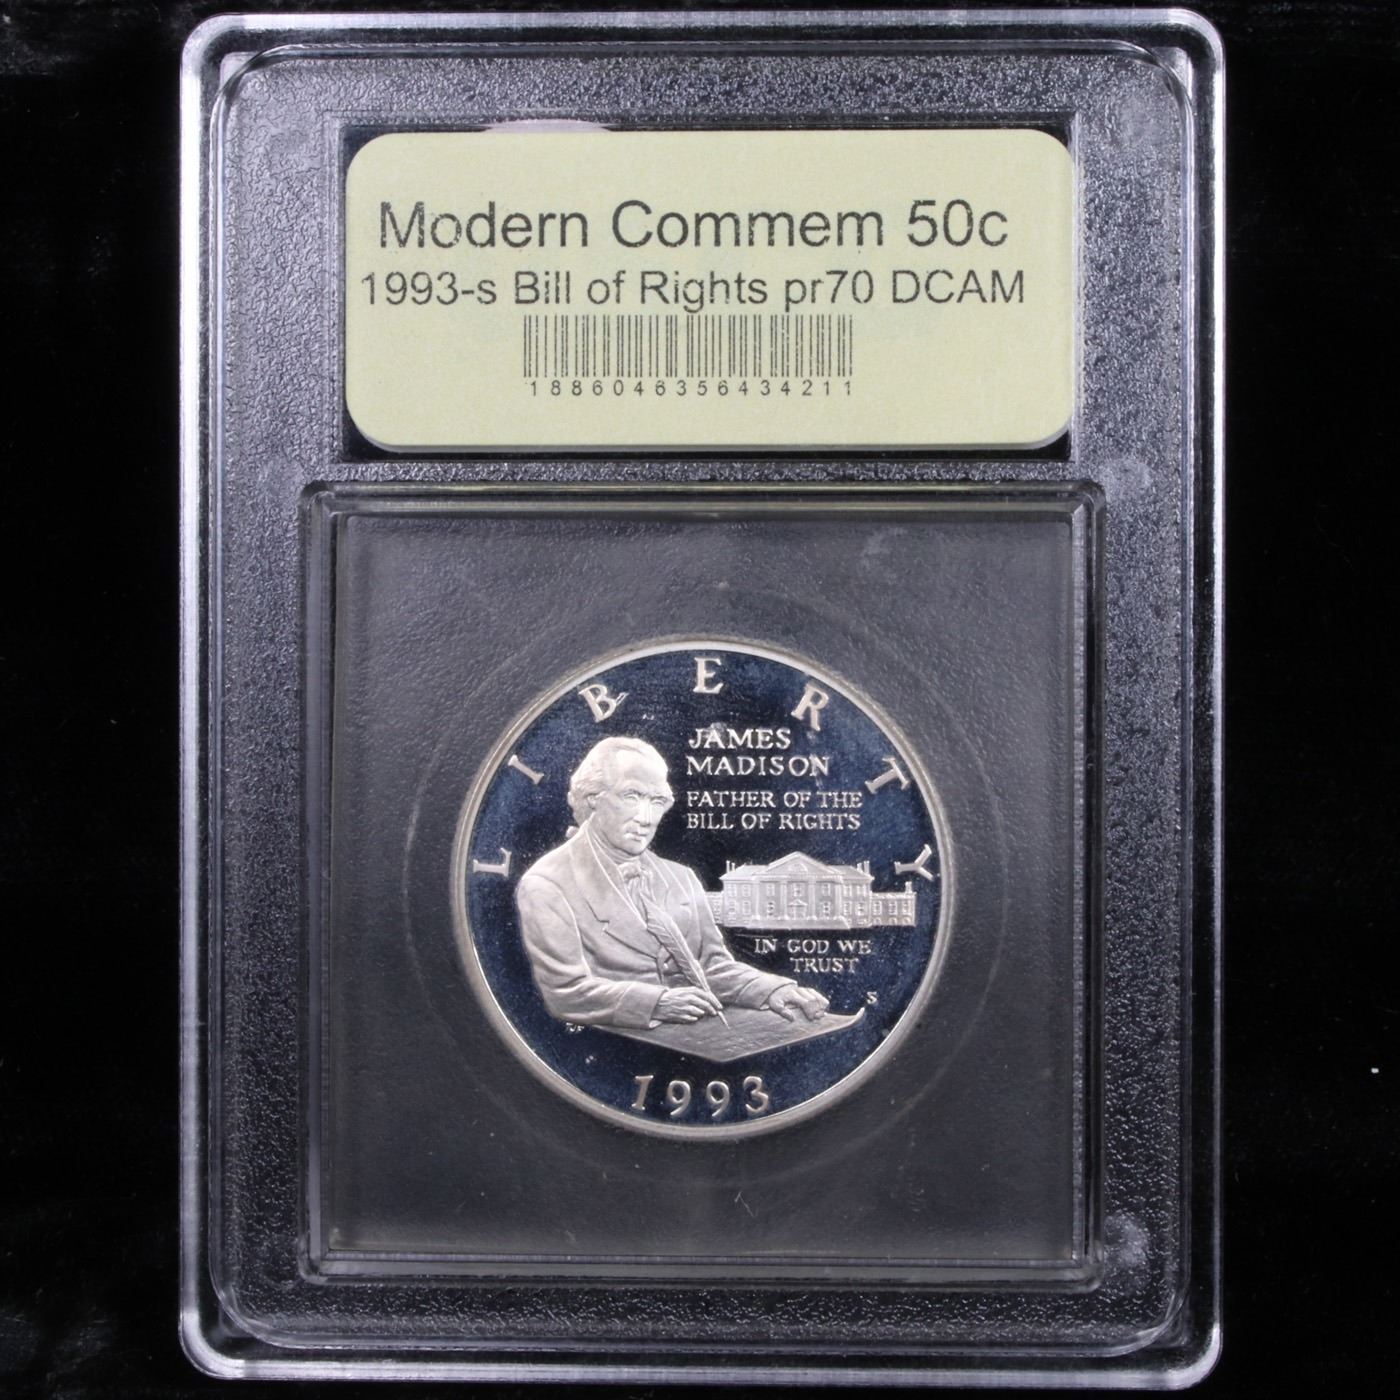 Modern Commem 50c
1993-s Bill of Rights pr70 DCAM
1886046356434211
LIBERTY
JAMES
MADISON
FATHER OF THE
BILL OF RIGHTS
IN GOD WE
TRUST
S
1993